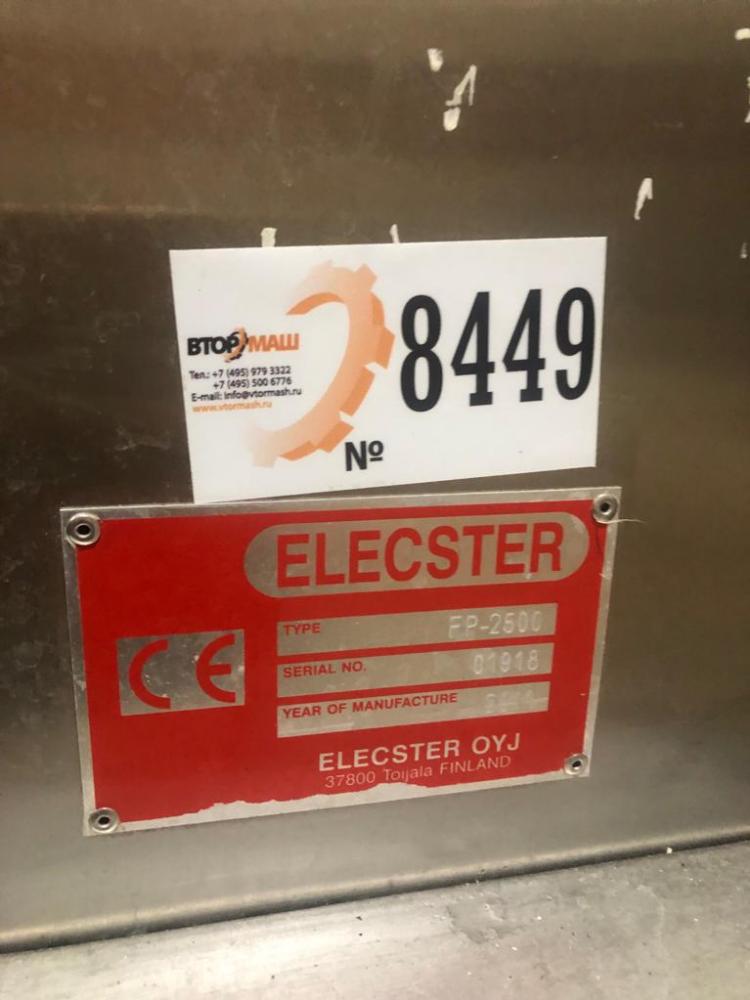 ВТОРМАШ
Тел.: +7 (495) 979 3322
+7 (495) 500 6776
E-mail: info@vtormash.ru
www.vtormash.ru
№ 8449
ELECSTER
CE
TYPE FP-2500
SERIAL NO. 01918
YEAR OF MANUFACTURE
ELECSTER OYJ
37800 Toijala FINLAND